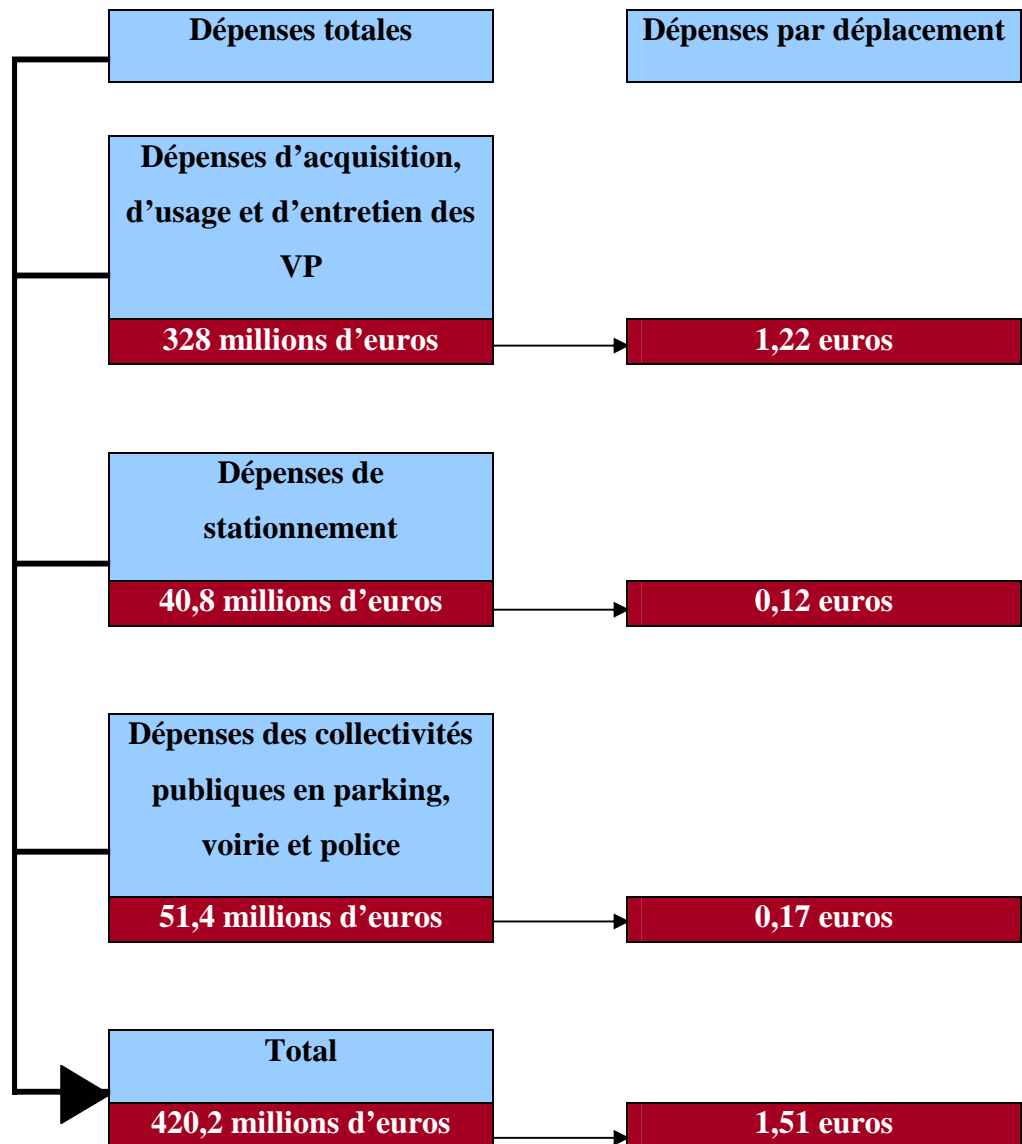 Dépenses totales
Dépenses par déplacement
Dépenses d’acquisition,
d’usage et d’entretien des
VP
328 millions d’euros
1,22 euros
Dépenses de
stationnement
40,8 millions d’euros
0,12 euros
Dépenses des collectivités
publiques en parking,
voirie et police
51,4 millions d’euros
0,17 euros
Total
420,2 millions d’euros
1,51 euros